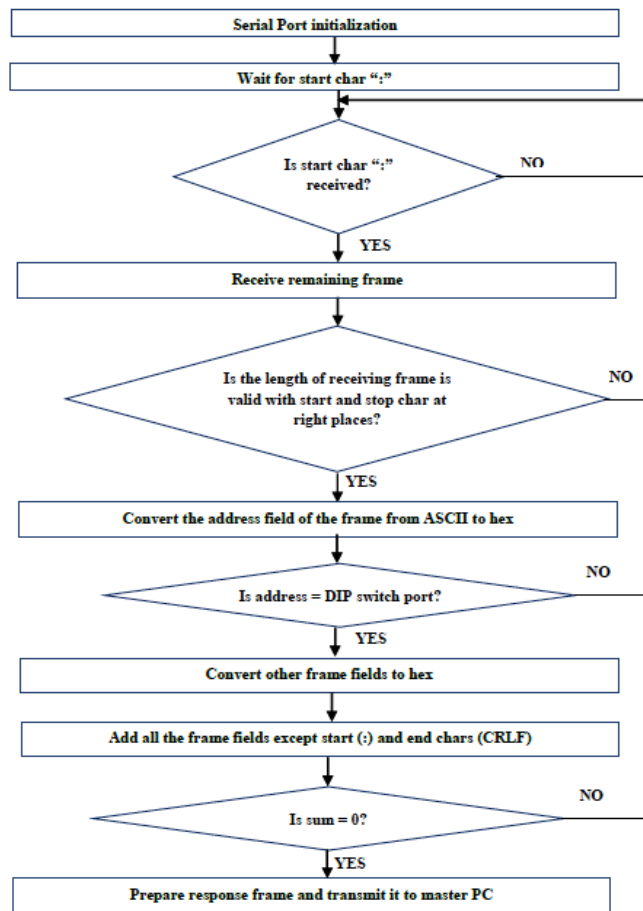 Serial Port initialization
Wait for start char “:”
Is start char “:”
received?
NO
YES
Receive remaining frame
Is the length of receiving frame is
valid with start and stop char at
right places?
NO
YES
Convert the address field of the frame from ASCII to hex
Is address = DIP switch port?
NO
YES
Convert other frame fields to hex
Add all the frame fields except start (:) and end chars (CRLF)
Is sum = 0?
NO
YES
Prepare response frame and transmit it to master PC